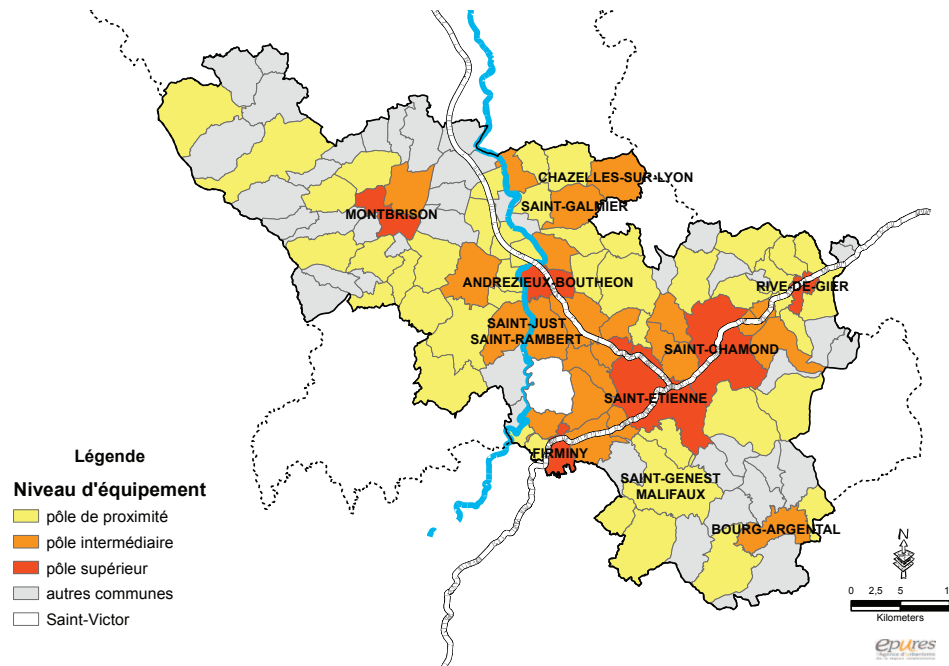 CHAZELLES-SUR-LYON
SAINT-GALMIER
MONTBRISON
ANDREZIEUX-BOUTHEON
RIVE-DE-GIER
SAINT-JUST
SAINT-RAMBERT
SAINT-CHAMOND
SAINT-ETIENNE
FIRMINY
SAINT-GENEST
MALIFAUX
BOURG-ARGENTAL
Légende
Niveau d'équipement
pôle de proximité
pôle intermédiaire
pôle supérieur
autres communes
Saint-Victor
N
0 2,5 5 1
Kilometers
epures